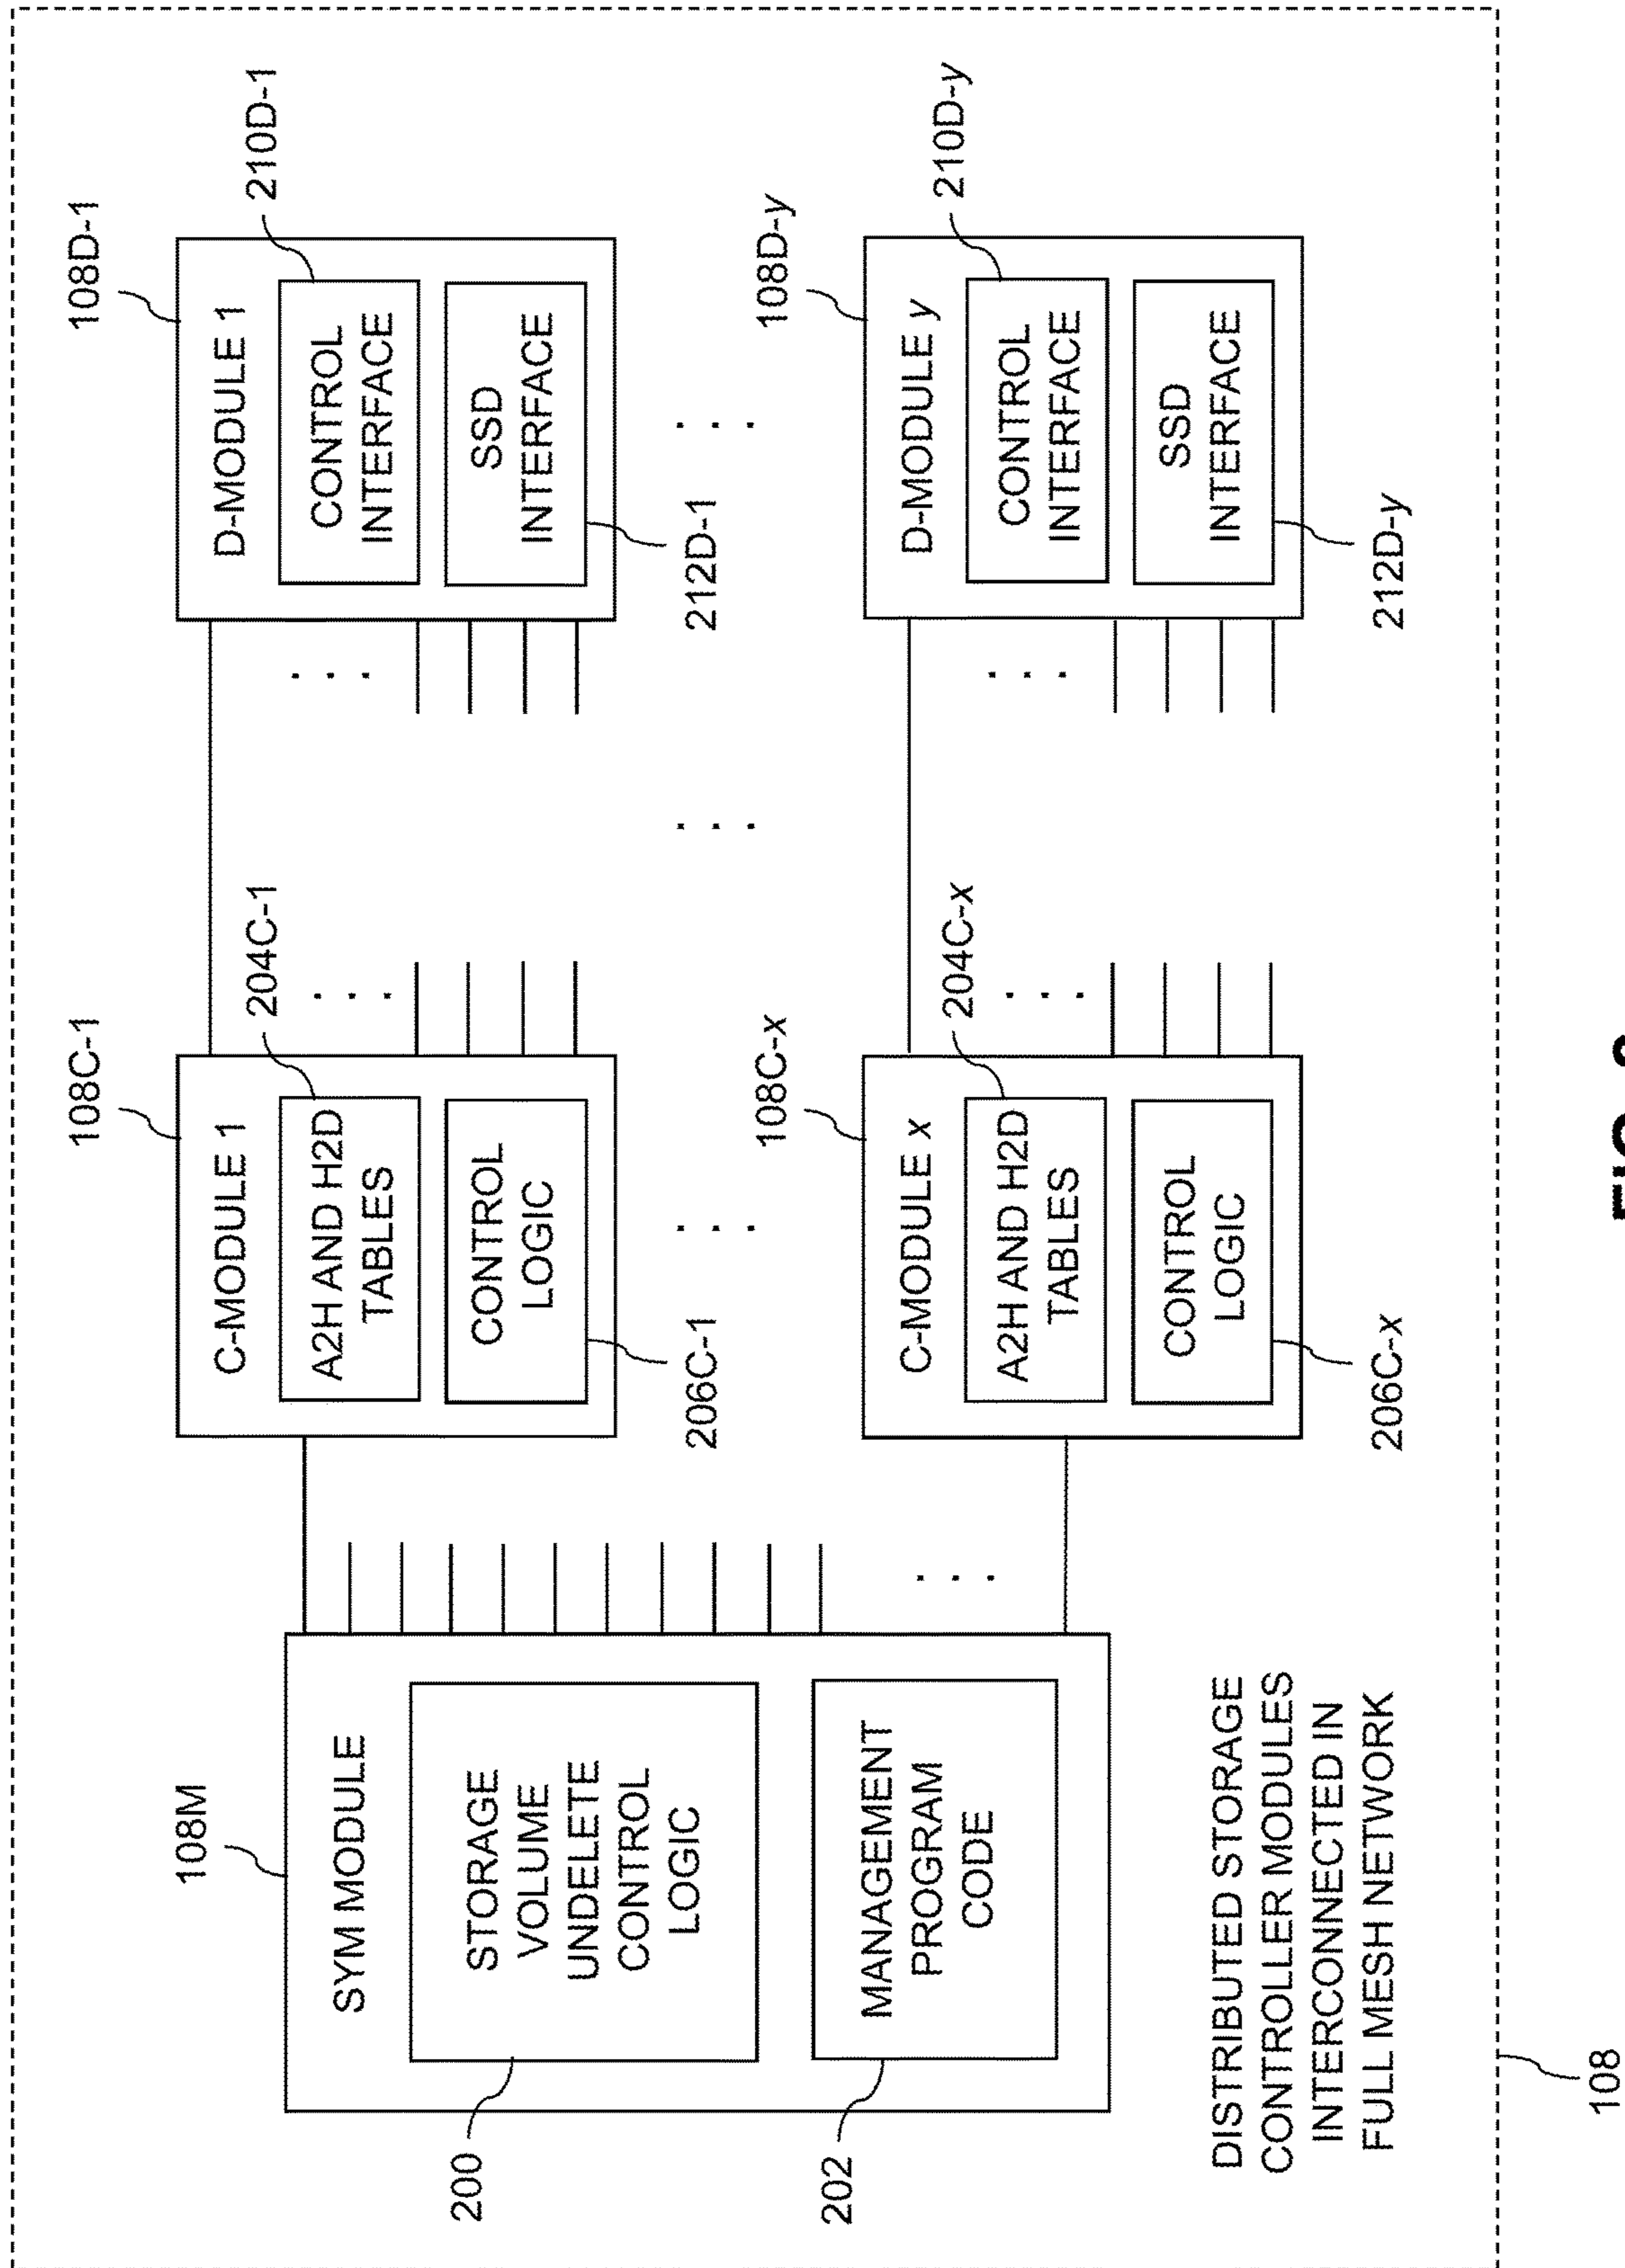 108C-1
108D-1
108M
C-MODULE 1
A2H AND H2D
TABLES
204C-1
CONTROL
LOGIC
206C-1
D-MODULE 1
CONTROL
INTERFACE
210D-1
SSD
INTERFACE
212D-1
SYM MODULE
STORAGE
VOLUME
UNDELETE
CONTROL
LOGIC
200
MANAGEMENT
PROGRAM
CODE
202
108C-x
C-MODULE x
A2H AND H2D
TABLES
204C-x
CONTROL
LOGIC
206C-x
108D-y
D-MODULE y
CONTROL
INTERFACE
210D-y
SSD
INTERFACE
212D-y
DISTRIBUTED STORAGE
CONTROLLER MODULES
INTERCONNECTED IN
FULL MESH NETWORK
108
FIG.